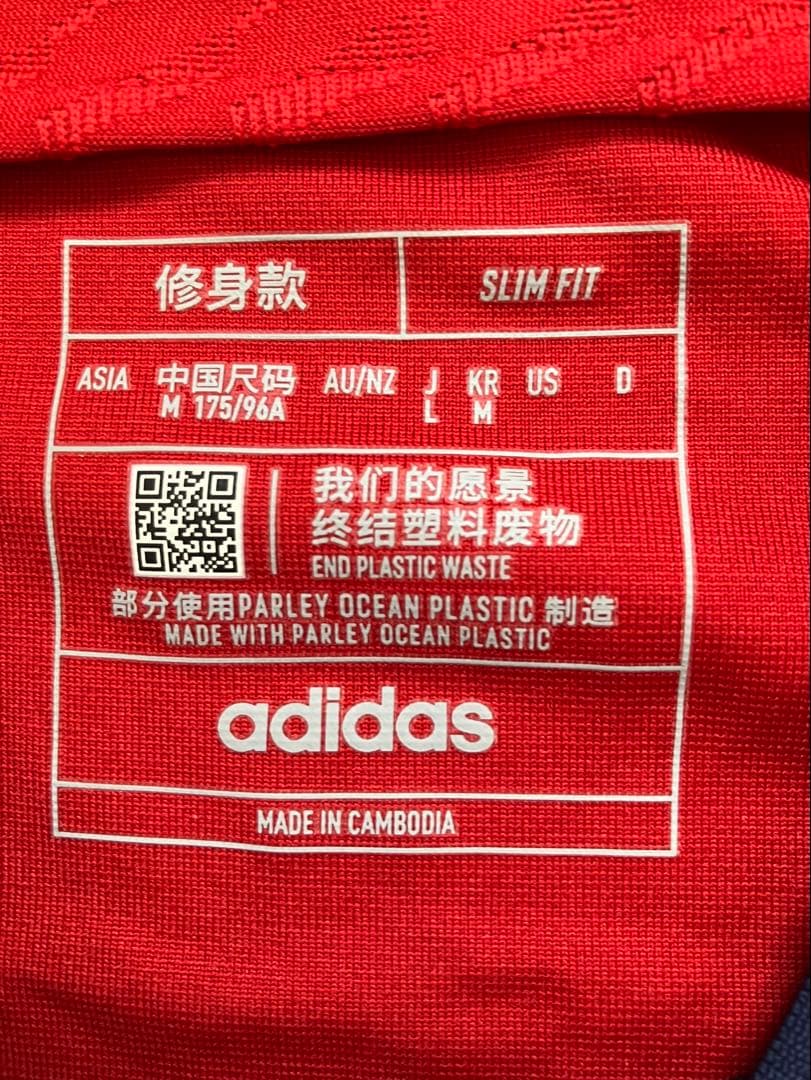 修身款 SLIM FIT
ASIA 中国尺码 AU/NZ J KR US D
M 175/96A L M
我们的愿景
终结塑料废物
END PLASTIC WASTE
部分使用PARLEY OCEAN PLASTIC 制造
MADE WITH PARLEY OCEAN PLASTIC
adidas
MADE IN CAMBODIA